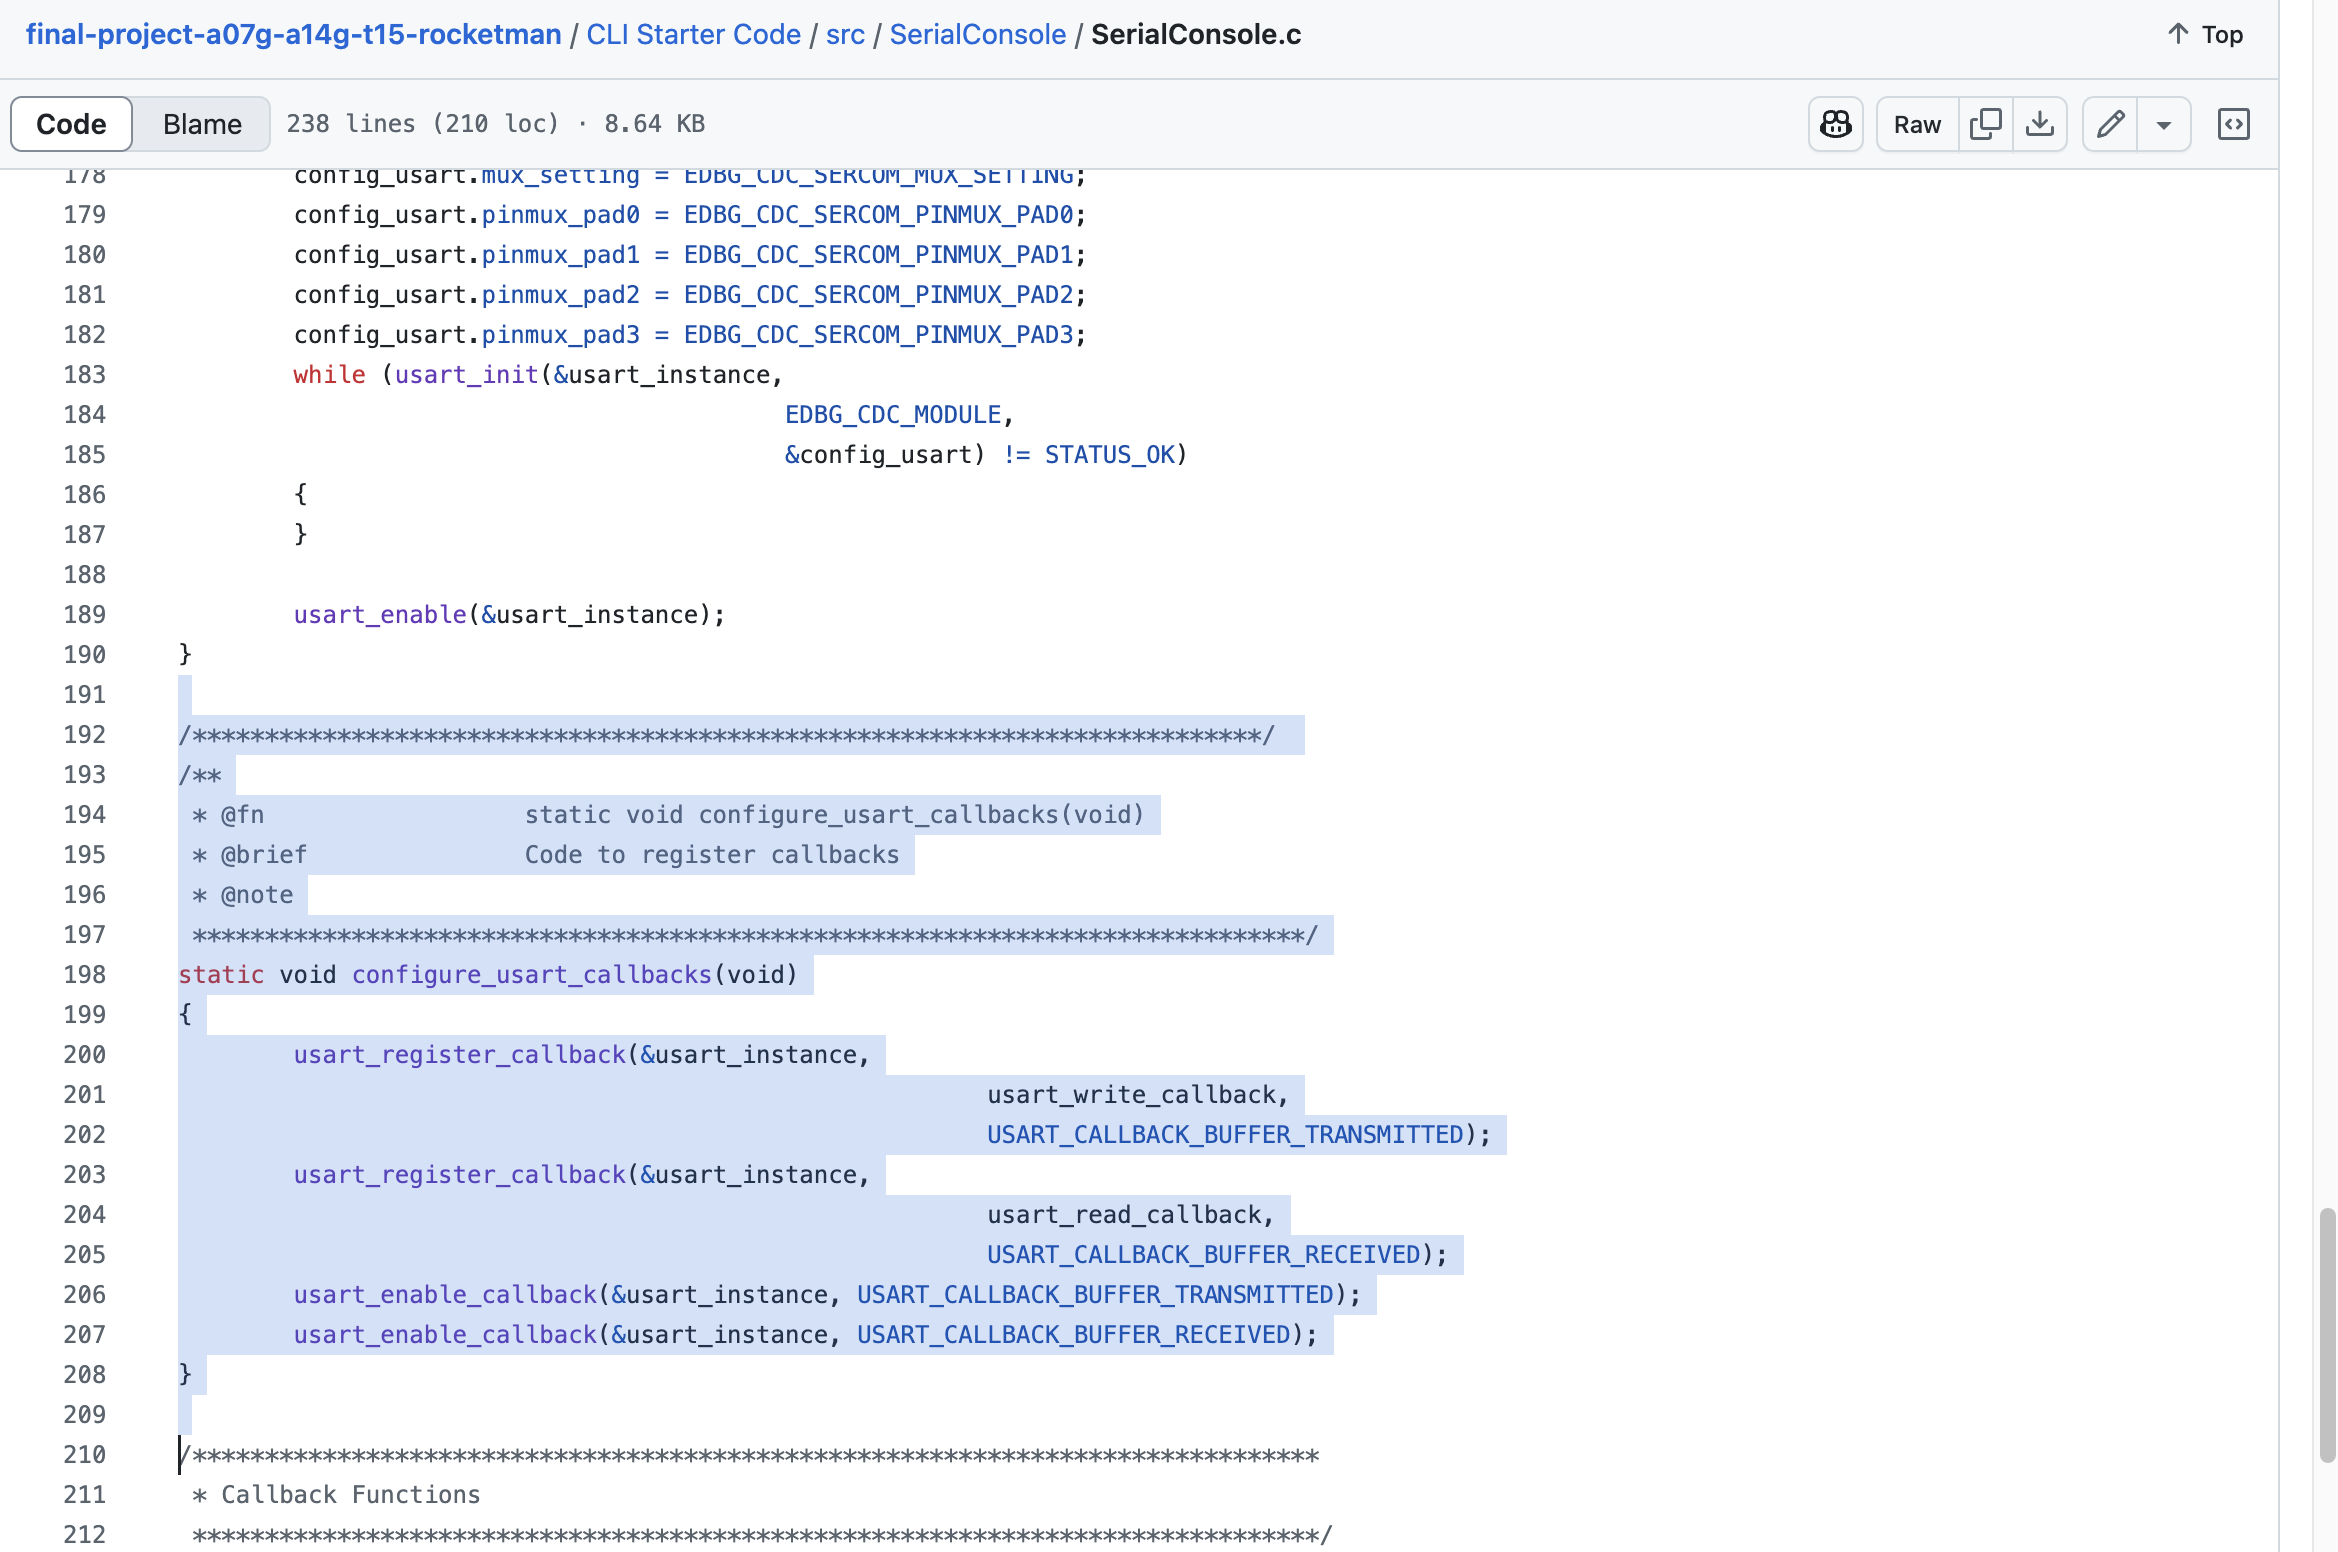 final-project-a07g-a14g-t15-rocketman / CLI Starter Code / src / SerialConsole / SerialConsole.c ↑ Top
Code Blame 238 lines (210 loc) · 8.64 KB Raw
178 config_usart.mux_setting = EDBG_CDC_SERCOM_MUX_SETTING;
179 config_usart.pinmux_pad0 = EDBG_CDC_SERCOM_PINMUX_PAD0;
180 config_usart.pinmux_pad1 = EDBG_CDC_SERCOM_PINMUX_PAD1;
181 config_usart.pinmux_pad2 = EDBG_CDC_SERCOM_PINMUX_PAD2;
182 config_usart.pinmux_pad3 = EDBG_CDC_SERCOM_PINMUX_PAD3;
183 while (usart_init(&usart_instance,
184 EDBG_CDC_MODULE,
185 &config_usart) != STATUS_OK)
186 {
187 }
188
189 usart_enable(&usart_instance);
190 }
191
192 /**************************************************************************/
193 /**
194 * @fn static void configure_usart_callbacks(void)
195 * @brief Code to register callbacks
196 * @note
197 *****************************************************************************/
198 static void configure_usart_callbacks(void)
199 {
200 usart_register_callback(&usart_instance,
201 usart_write_callback,
202 USART_CALLBACK_BUFFER_TRANSMITTED);
203 usart_register_callback(&usart_instance,
204 usart_read_callback,
205 USART_CALLBACK_BUFFER_RECEIVED);
206 usart_enable_callback(&usart_instance, USART_CALLBACK_BUFFER_TRANSMITTED);
207 usart_enable_callback(&usart_instance, USART_CALLBACK_BUFFER_RECEIVED);
208 }
209
210 /******************************************************************************
211 * Callback Functions
212 ******************************************************************************/